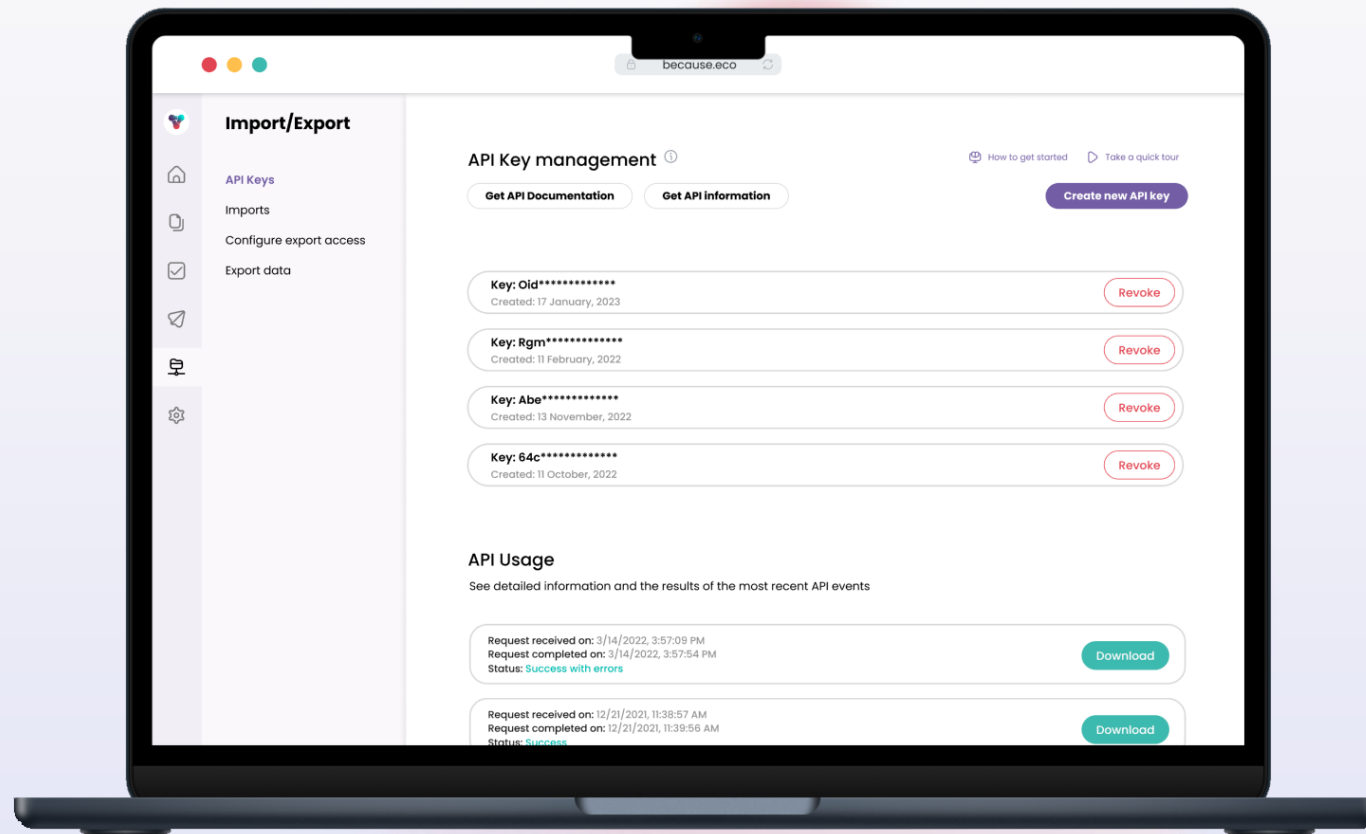 because.eco
Import/Export
API Keys
Imports
Configure export access
Export data
API Key management
How to get started
Take a quick tour
Get API Documentation
Get API information
Create new API key
Key: Oid*************
Created: 17 January, 2023
Revoke
Key: Rgm*************
Created: 11 February, 2022
Revoke
Key: Abe*************
Created: 13 November, 2022
Revoke
Key: 64c*************
Created: 11 October, 2022
Revoke
API Usage
See detailed information and the results of the most recent API events
Request received on: 3/14/2022, 3:57:09 PM
Request completed on: 3/14/2022, 3:57:54 PM
Status: Success with errors
Download
Request received on: 12/21/2021, 11:38:57 AM
Request completed on: 12/21/2021, 11:39:56 AM
Status: Success
Download